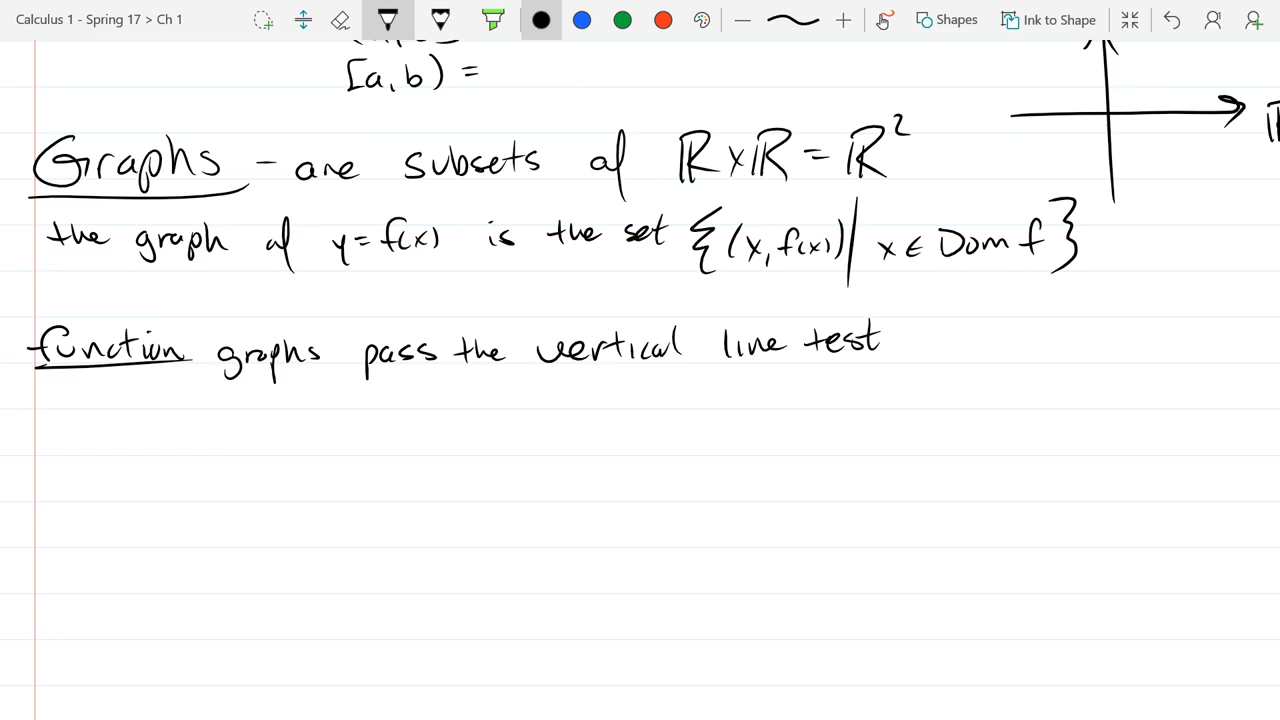 Calculus 1 - Spring 17 > Ch 1
Shapes
Ink to Shape
[a, b) =
Graphs - are subsets of ℝ×ℝ = ℝ²
the graph of y = f(x) is the set {(x, f(x)) | x ∈ Dom f}
function graphs pass the vertical line test